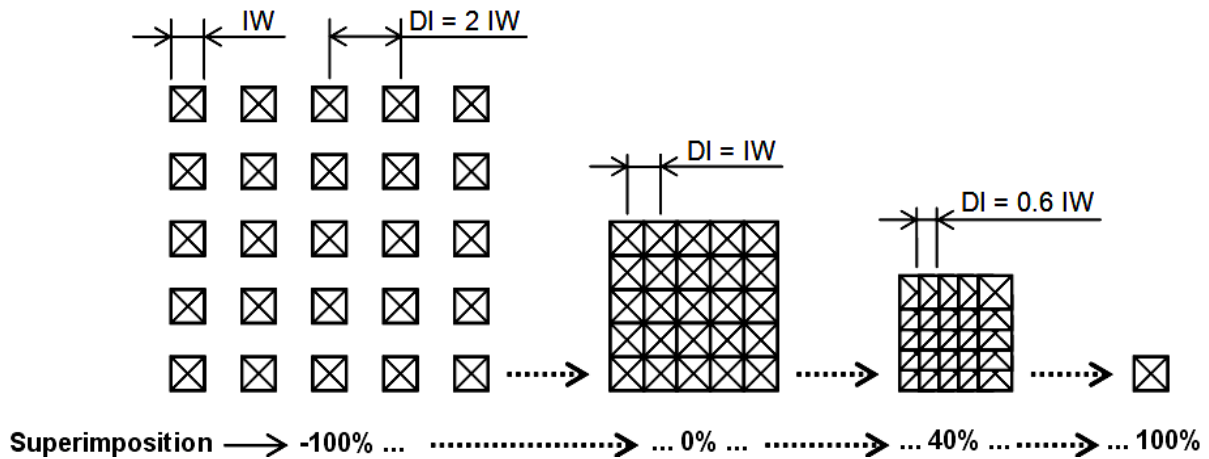 IW
DI = 2 IW
DI = IW
DI = 0.6 IW
Superimposition -100% ... ... 0% ... ... 40% ... ... 100%